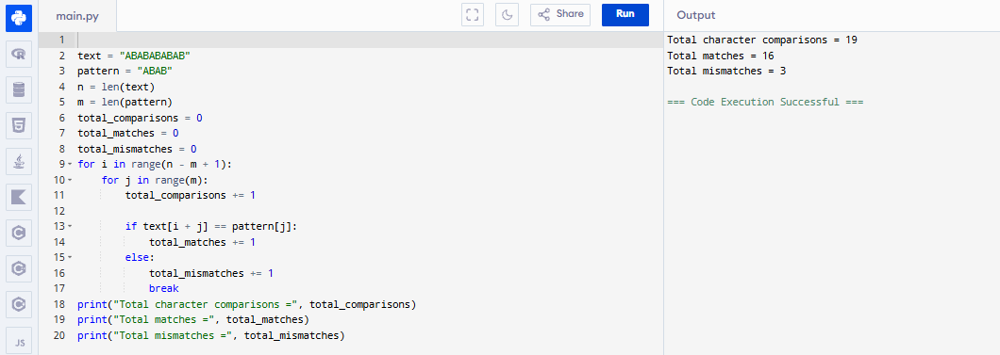 main.py
Share
Run
Output
1
2 text = "ABABABABAB"
3 pattern = "ABAB"
4 n = len(text)
5 m = len(pattern)
6 total_comparisons = 0
7 total_matches = 0
8 total_mismatches = 0
9 for i in range(n - m + 1):
10     for j in range(m):
11         total_comparisons += 1
12
13         if text[i + j] == pattern[j]:
14             total_matches += 1
15         else:
16             total_mismatches += 1
17             break
18 print("Total character comparisons =", total_comparisons)
19 print("Total matches =", total_matches)
20 print("Total mismatches =", total_mismatches)
Total character comparisons = 19
Total matches = 16
Total mismatches = 3
=== Code Execution Successful ===
R
5
C
C
C
JS